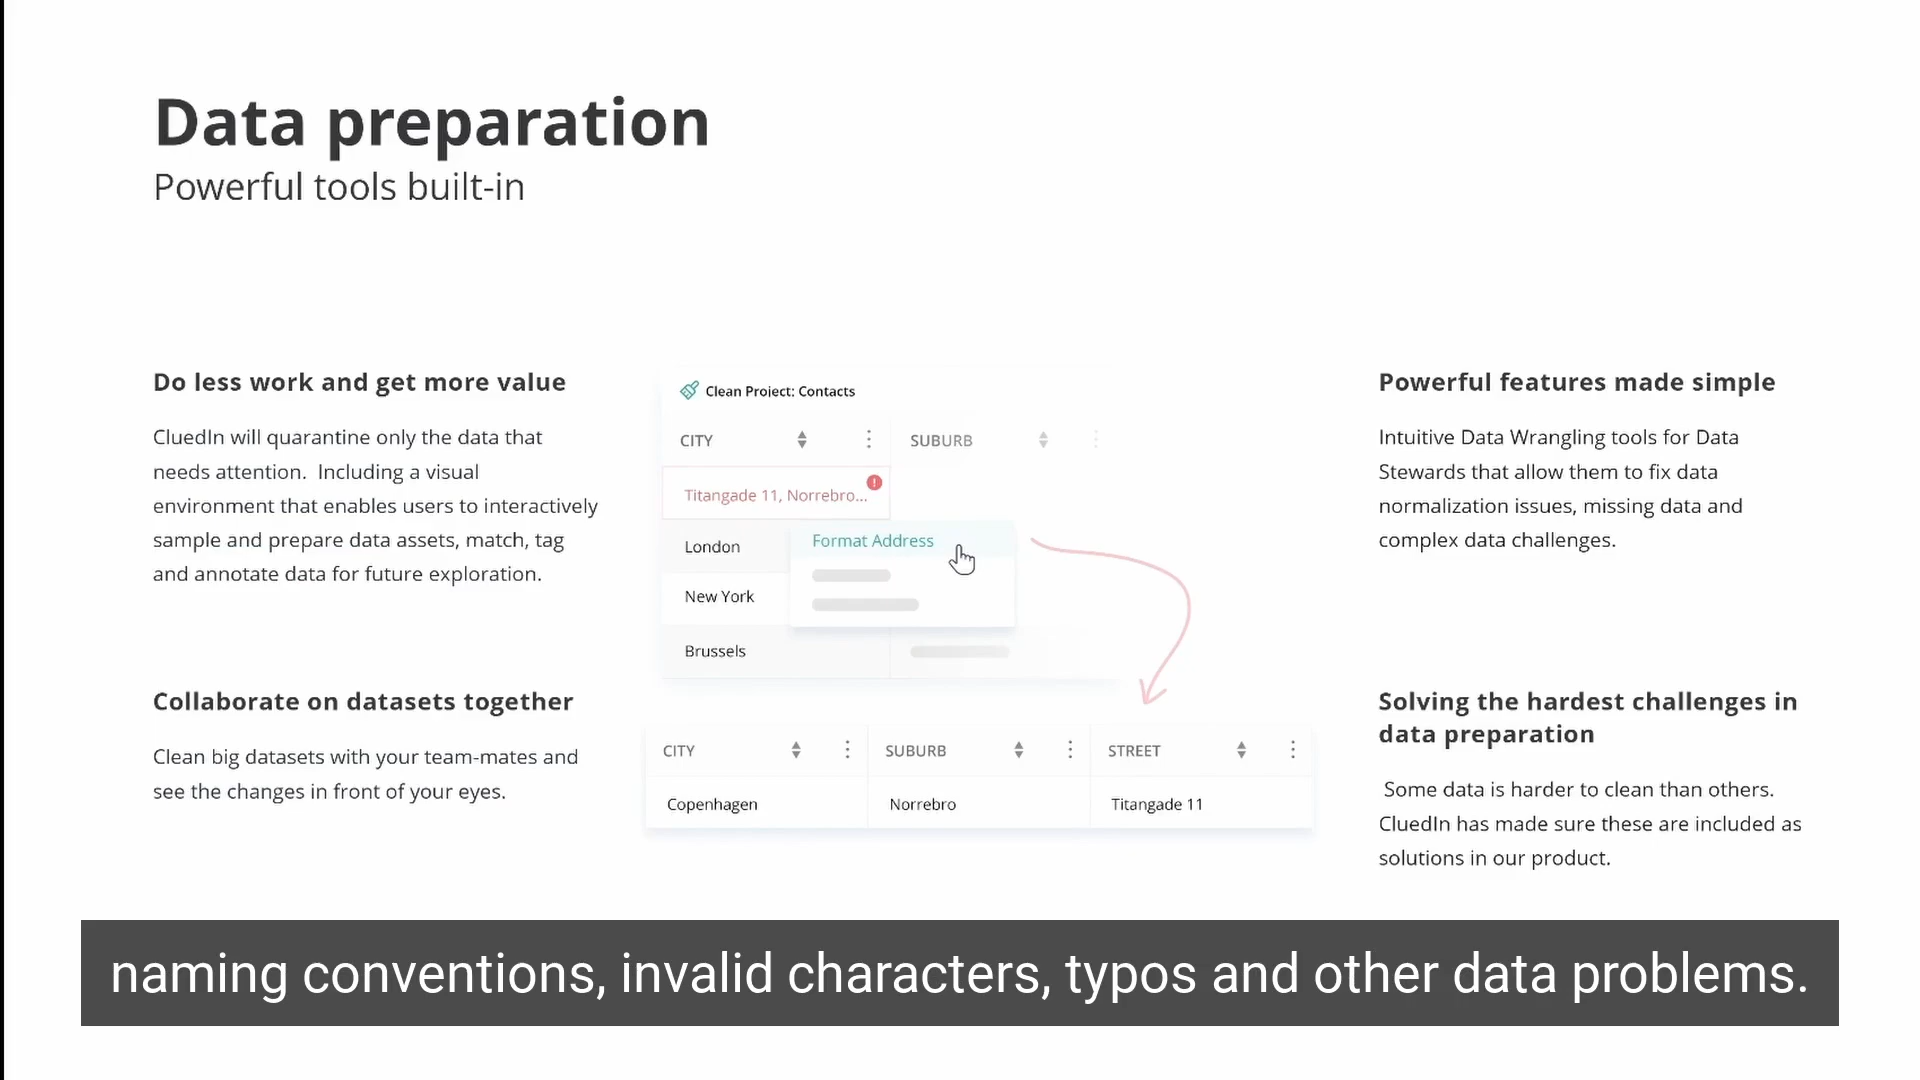 Data preparation
Powerful tools built-in
Do less work and get more value
CluedIn will quarantine only the data that
needs attention.  Including a visual
environment that enables users to interactively
sample and prepare data assets, match, tag
and annotate data for future exploration.
Collaborate on datasets together
Clean big datasets with your team-mates and
see the changes in front of your eyes.
Clean Project: Contacts
CITY SUBURB
Titangade 11, Norrebro...
London
Format Address
New York
Brussels
CITY SUBURB STREET
Copenhagen Norrebro Titangade 11
Powerful features made simple
Intuitive Data Wrangling tools for Data
Stewards that allow them to fix data
normalization issues, missing data and
complex data challenges.
Solving the hardest challenges in
data preparation
Some data is harder to clean than others.
CluedIn has made sure these are included as
solutions in our product.
naming conventions, invalid characters, typos and other data problems.